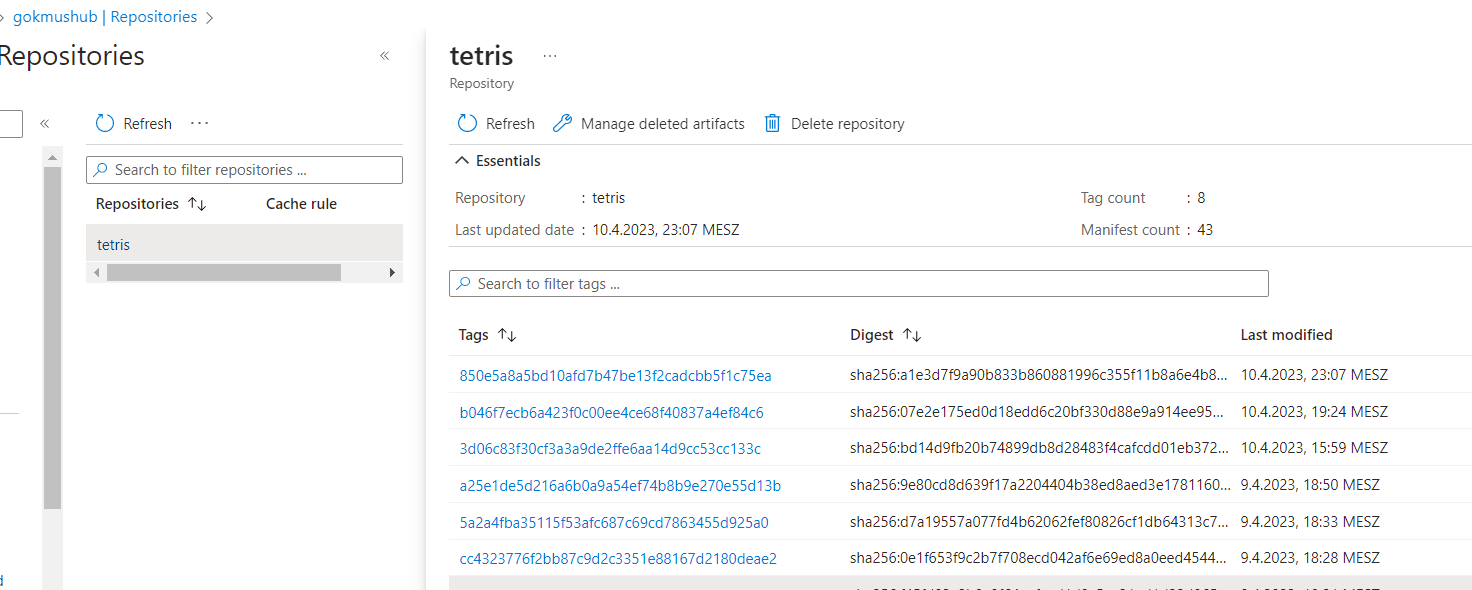 gokmushub | Repositories
Repositories
Refresh
Search to filter repositories ...
Repositories
Cache rule
tetris
tetris
Repository
Refresh
Manage deleted artifacts
Delete repository
Essentials
Repository : tetris
Tag count : 8
Last updated date : 10.4.2023, 23:07 MESZ
Manifest count : 43
Search to filter tags ...
Tags Digest Last modified
850e5a8a5bd10afd7b47be13f2cadcbb5f1c75ea sha256:a1e3d7f9a90b833b860881996c355f11b8a6e4b8... 10.4.2023, 23:07 MESZ
b046f7ecb6a423f0c00ee4ce68f40837a4ef84c6 sha256:07e2e175ed0d18edd6c20bf330d88e9a914ee95... 10.4.2023, 19:24 MESZ
3d06c83f30cf3a3a9de2ffe6aa14d9cc53cc133c sha256:bd14d9fb20b74899db8d28483f4cafcdd01eb372... 10.4.2023, 15:59 MESZ
a25e1de5d216a6b0a9a54ef74b8b9e270e55d13b sha256:9e80cd8d639f17a2204404b38ed8aed3e1781160... 9.4.2023, 18:50 MESZ
5a2a4fba35115f53afc687c69cd7863455d925a0 sha256:d7a19557a077fd4b62062fef80826cf1db64313c7... 9.4.2023, 18:33 MESZ
cc4323776f2bb87c9d2c3351e88167d2180deae2 sha256:0e1f653f9c2b7f708ecd042af6e69ed8a0eed4544... 9.4.2023, 18:28 MESZ